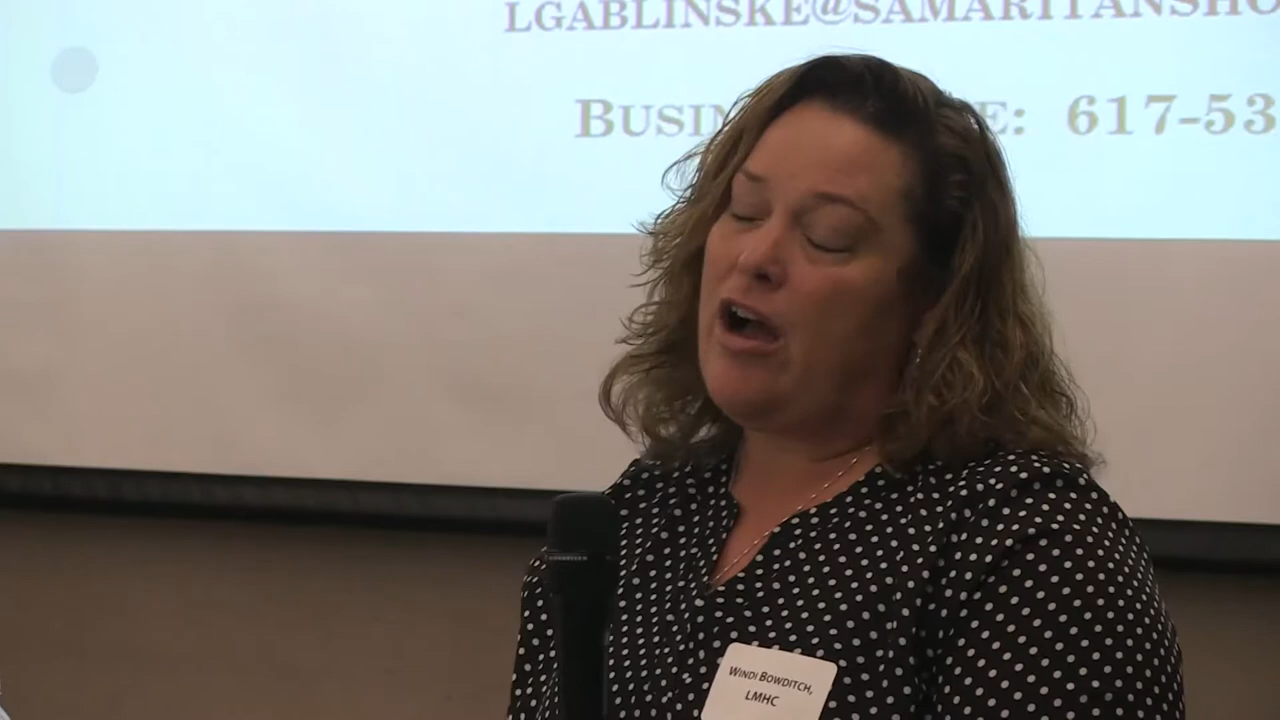 LGABLINSKE@SAMARITANSHO
BUSIN E: 617-53
WINDI BOWDITCH,
LMHC